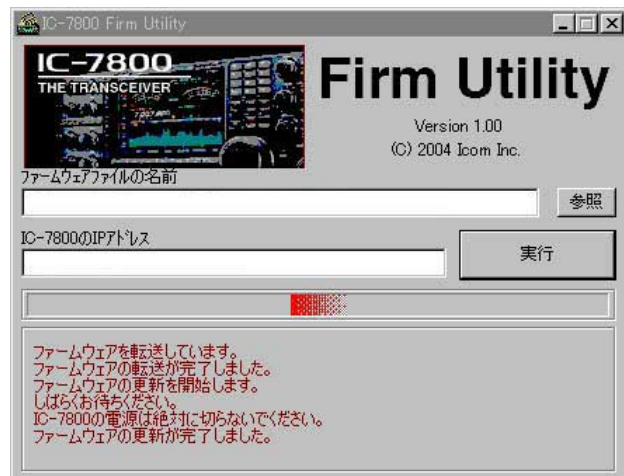 IC-7800 Firm Utility
IC-7800
THE TRANSCEIVER
Firm Utility
Version 1.00
(C) 2004 Icom Inc.
ファームウェアファイルの名前
参照
IC-7800のIPアドレス
実行
ファームウェアを転送しています。
ファームウェアの転送が完了しました。
ファームウェアの更新を開始します。
しばらくお待ちください。
IC-7800の電源は絶対に切らないでください。
ファームウェアの更新が完了しました。